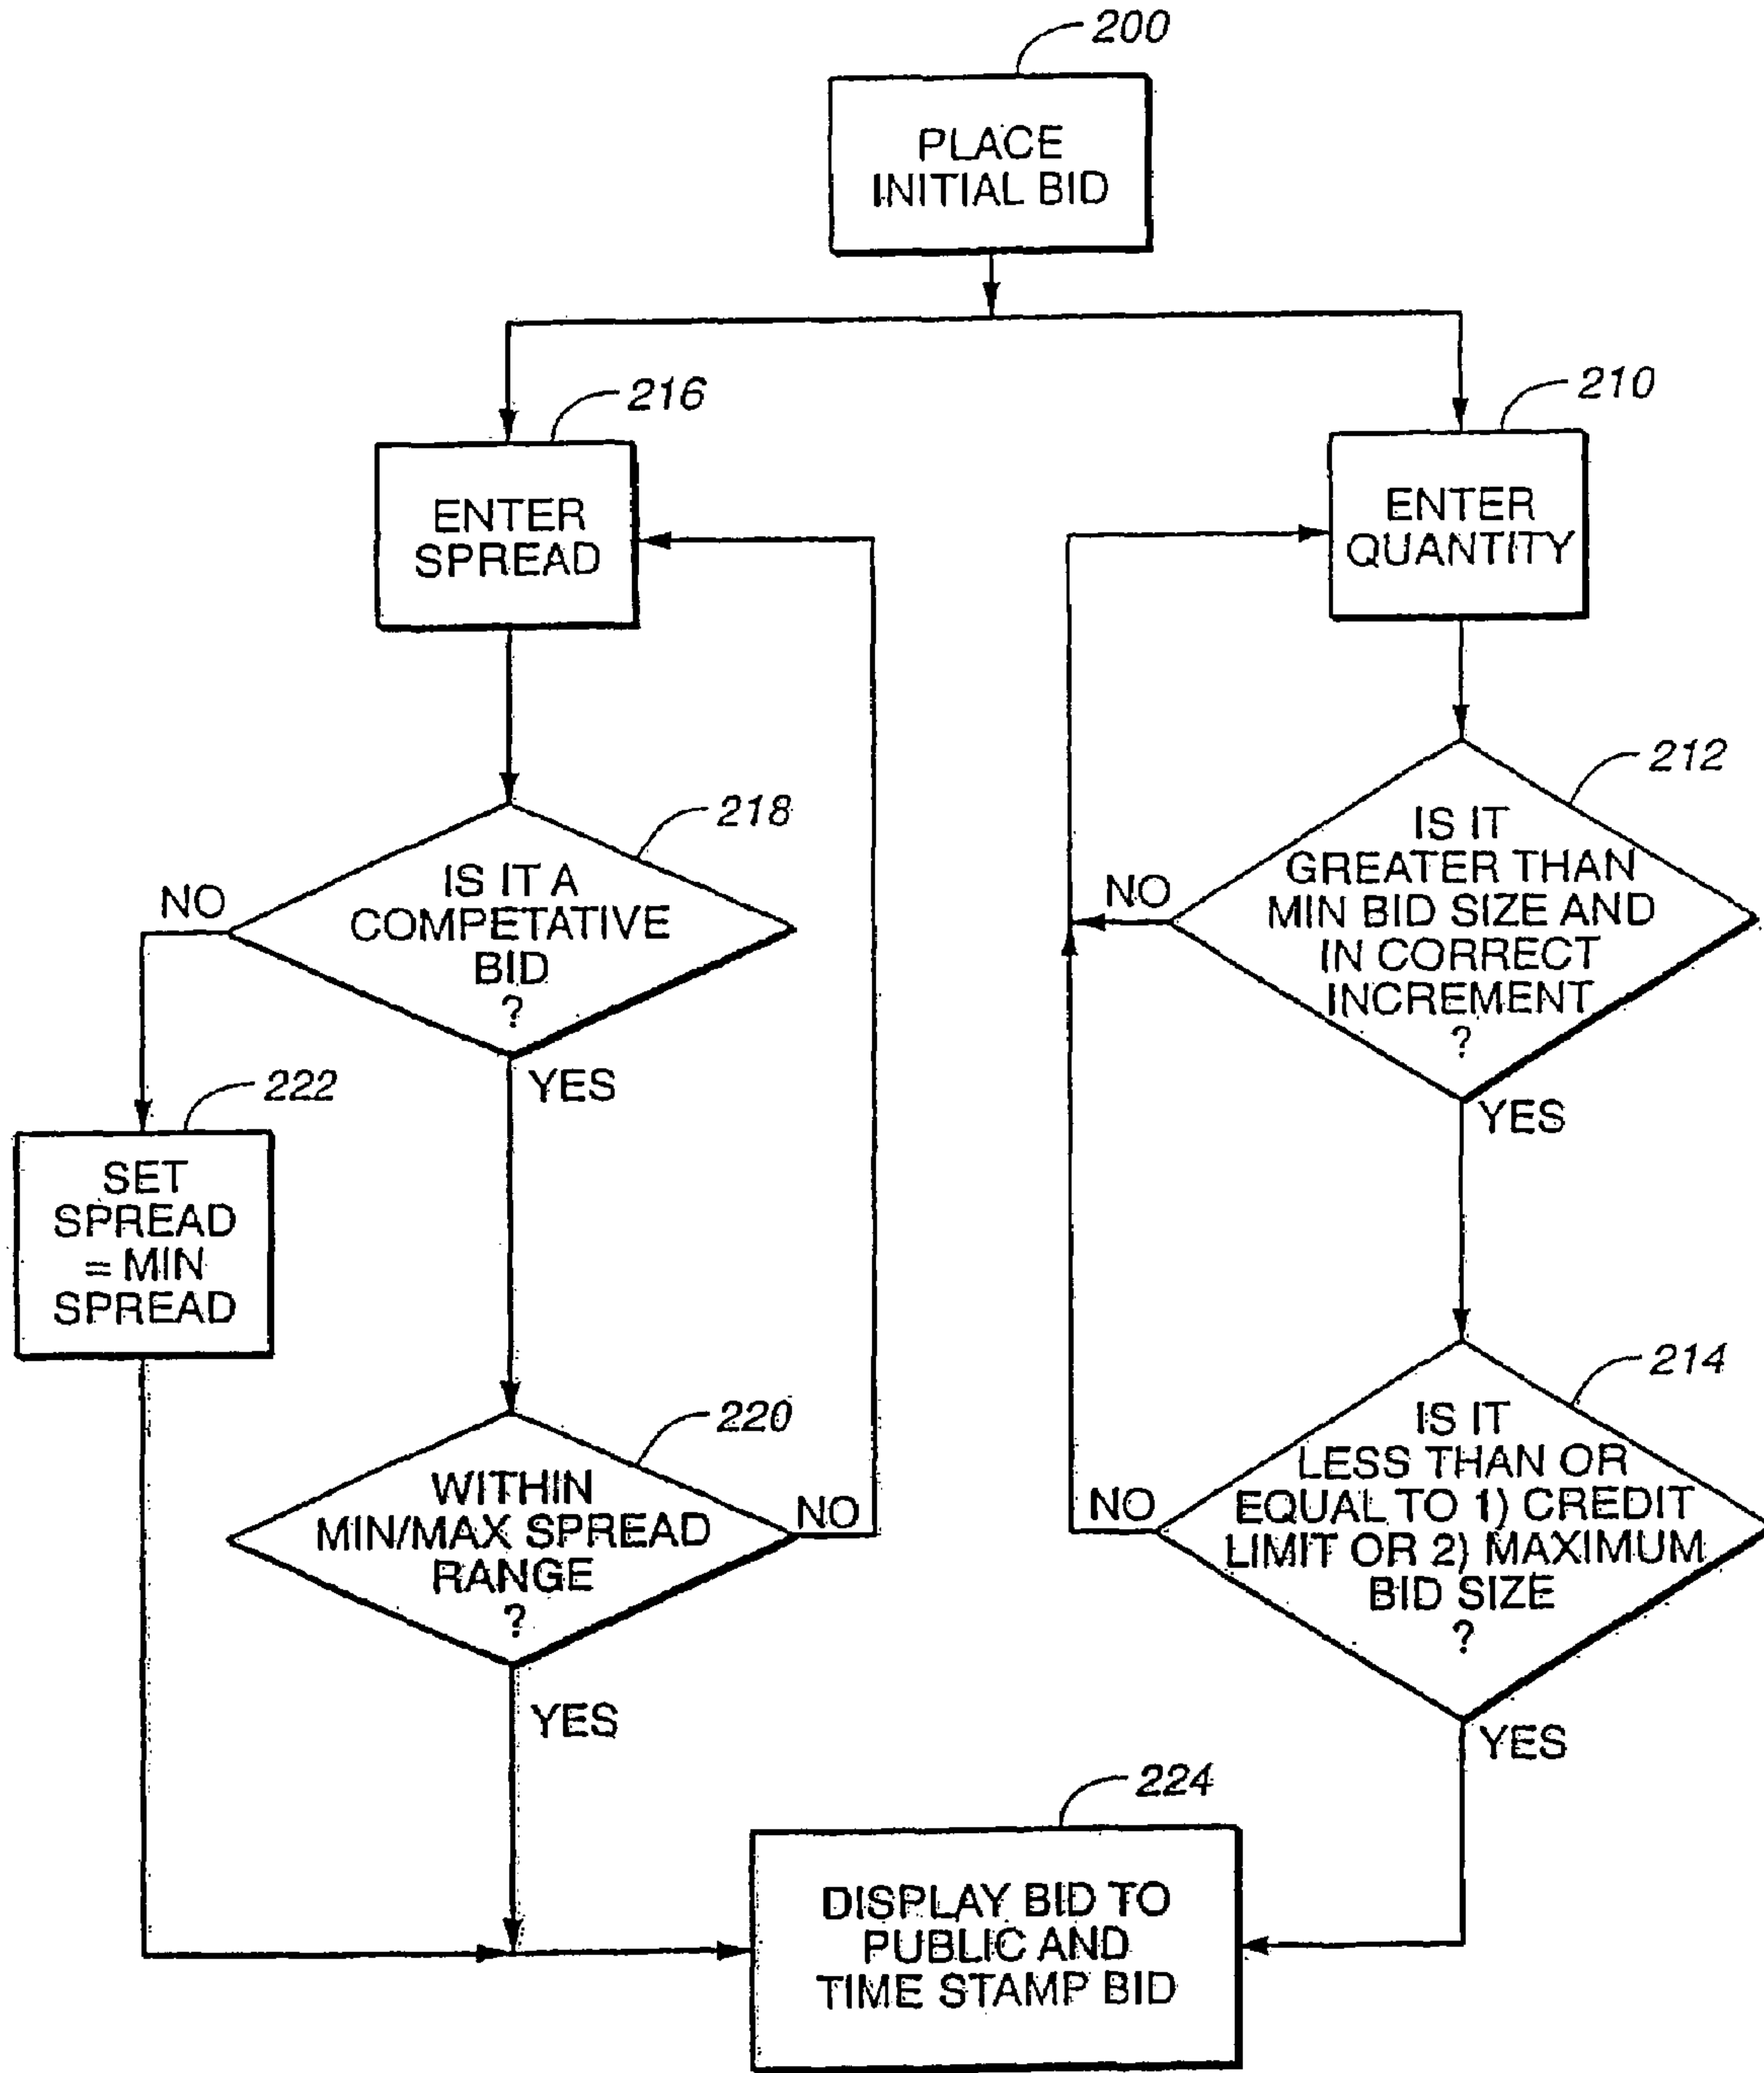 200
PLACE
INITIAL BID
216
ENTER
SPREAD
210
ENTER
QUANTITY
218
IS IT A
COMPETATIVE
BID
?
NO
YES
212
IS IT
GREATER THAN
MIN BID SIZE AND
IN CORRECT
INCREMENT
?
NO
YES
222
SET
SPREAD
= MIN
SPREAD
220
WITHIN
MIN/MAX SPREAD
RANGE
?
NO
YES
214
IS IT
LESS THAN OR
EQUAL TO 1) CREDIT
LIMIT OR 2) MAXIMUM
BID SIZE
?
NO
YES
224
DISPLAY BID TO
PUBLIC AND
TIME STAMP BID